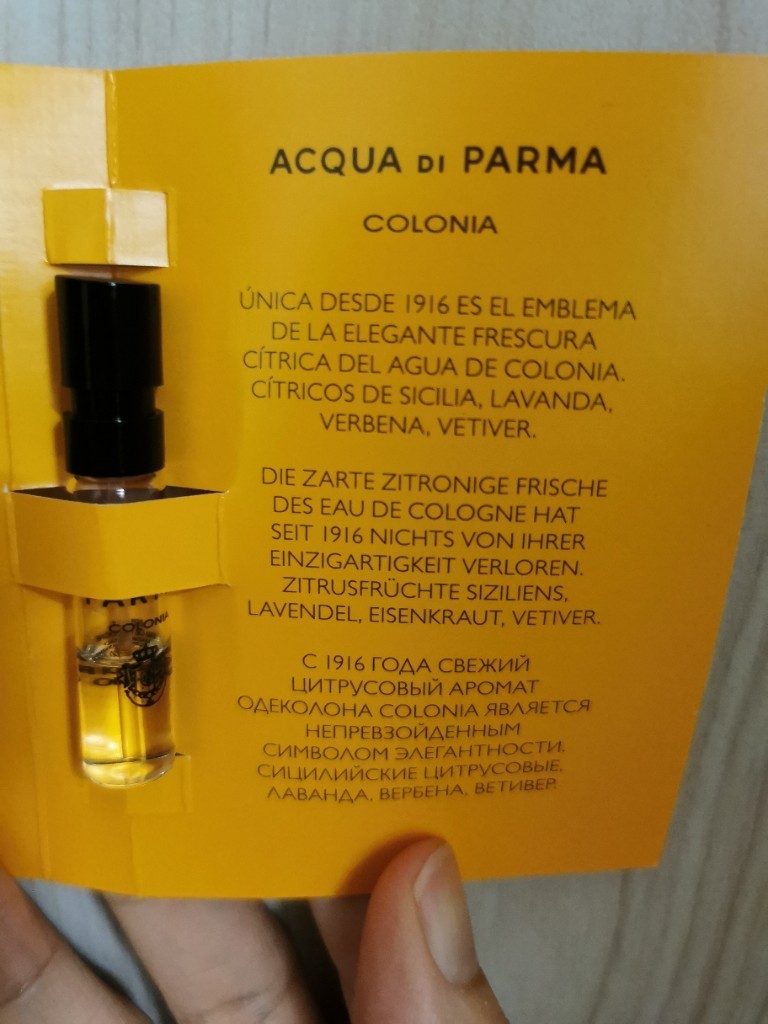 ACQUA DI PARMA
COLONIA
ÚNICA DESDE 1916 ES EL EMBLEMA
DE LA ELEGANTE FRESCURA
CÍTRICA DEL AGUA DE COLONIA.
CÍTRICOS DE SICILIA, LAVANDA,
VERBENA, VETIVER.
DIE ZARTE ZITRONIGE FRISCHE
DES EAU DE COLOGNE HAT
SEIT 1916 NICHTS VON IHRER
EINZIGARTIGKEIT VERLOREN.
ZITRUSFRÜCHTE SIZILIENS,
LAVENDEL, EISENKRAUT, VETIVER.
С 1916 ГОДА СВЕЖИЙ
ЦИТРУСОВЫЙ АРОМАТ
ОДЕКОЛОНА COLONIA ЯВЛЯЕТСЯ
НЕПРЕВЗОЙДЕННЫМ
СИМВОЛОМ ЭЛЕГАНТНОСТИ.
СИЦИЛИЙСКИЕ ЦИТРУСОВЫЕ,
ЛАВАНДА, ВЕРБЕНА, ВЕТИВЕР.
COLONIA